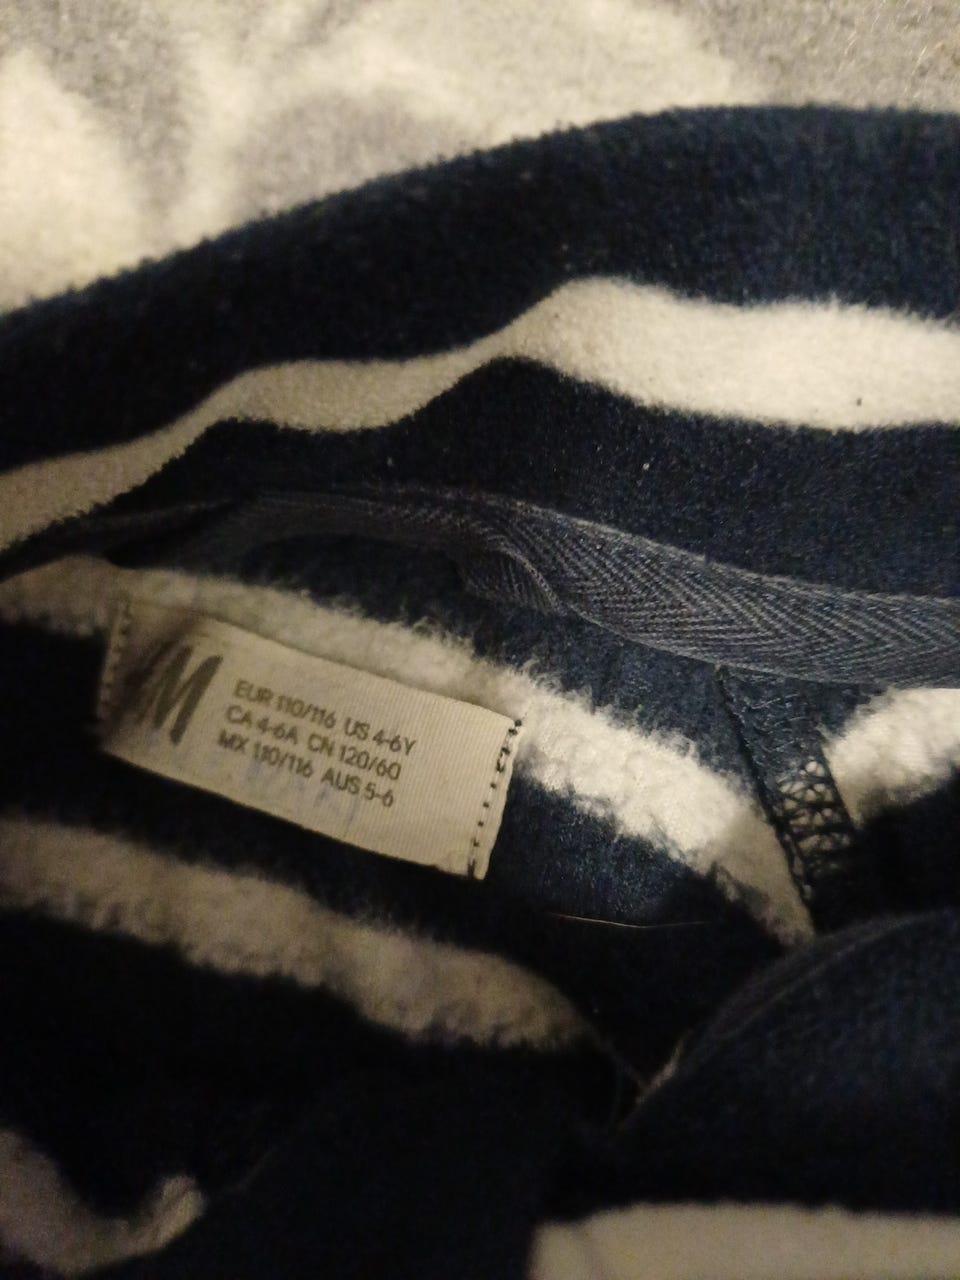 M
EUR 110/116 US 4-6Y
CA 4-6A CN 120/60
MX 110/116 AUS 5-6